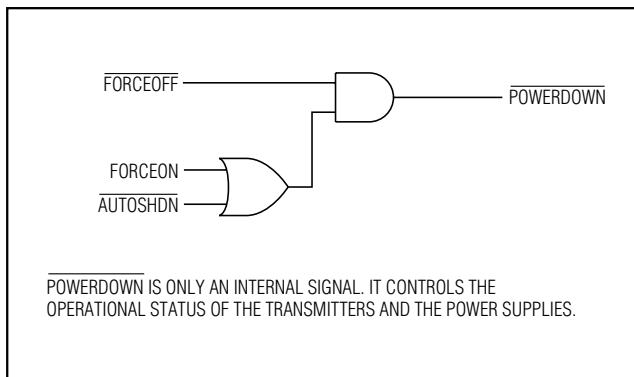 FORCEOFF
POWERDOWN
FORCEON
AUTOSHDN
POWERDOWN IS ONLY AN INTERNAL SIGNAL. IT CONTROLS THE
OPERATIONAL STATUS OF THE TRANSMITTERS AND THE POWER SUPPLIES.